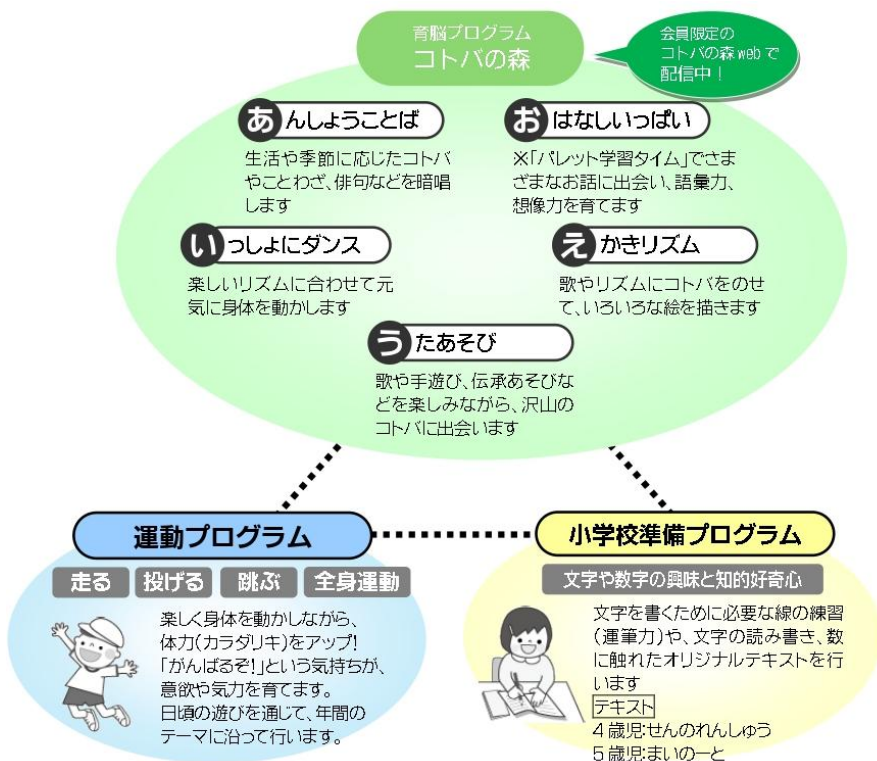 育脳プログラム
コトバの森
会員限定の
コトバの森 web で
配信中！
あんしょうことば
生活や季節に応じたコトバ
やことわざ、俳句などを暗唱
します
おはなしいっぱい
※「パレット学習タイム」でさま
ざまなお話に出会い、語彙力、
想像力を育てます
いっしょにダンス
楽しいリズムに合わせて元
気に身体を動かします
えかきリズム
歌やリズムにコトバをのせ
て、いろいろな絵を描きます
うたあそび
歌や手遊び、伝承あそびな
どを楽しみながら、沢山の
コトバに出会います
運動プログラム
走る 投げる 跳ぶ 全身運動
楽しく身体を動かしながら、
体力(カラダリキ)をアップ!
「がんばるぞ!」という気持ちが、
意欲や気力を育てます。
日頃の遊びを通じて、年間の
テーマに沿って行います。
小学校準備プログラム
文字や数字の興味と知的好奇心
文字を書くために必要な線の練習
(運筆力)や、文字の読み書き、数
に触れたオリジナルテキストを行
います
テキスト
4歳児:せんのれんしゅう
5歳児:まいのーと